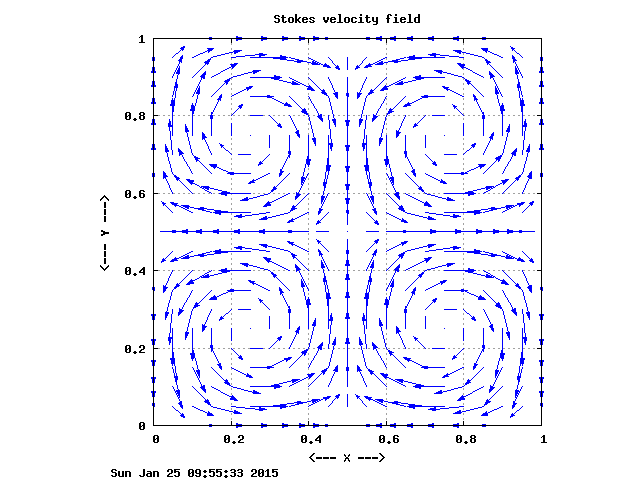 Stokes velocity field
1
0.8
0.6
0.4
0.2
0
<--- Y --->
0 0.2 0.4 0.6 0.8 1
<--- X --->
Sun Jan 25 09:55:33 2015